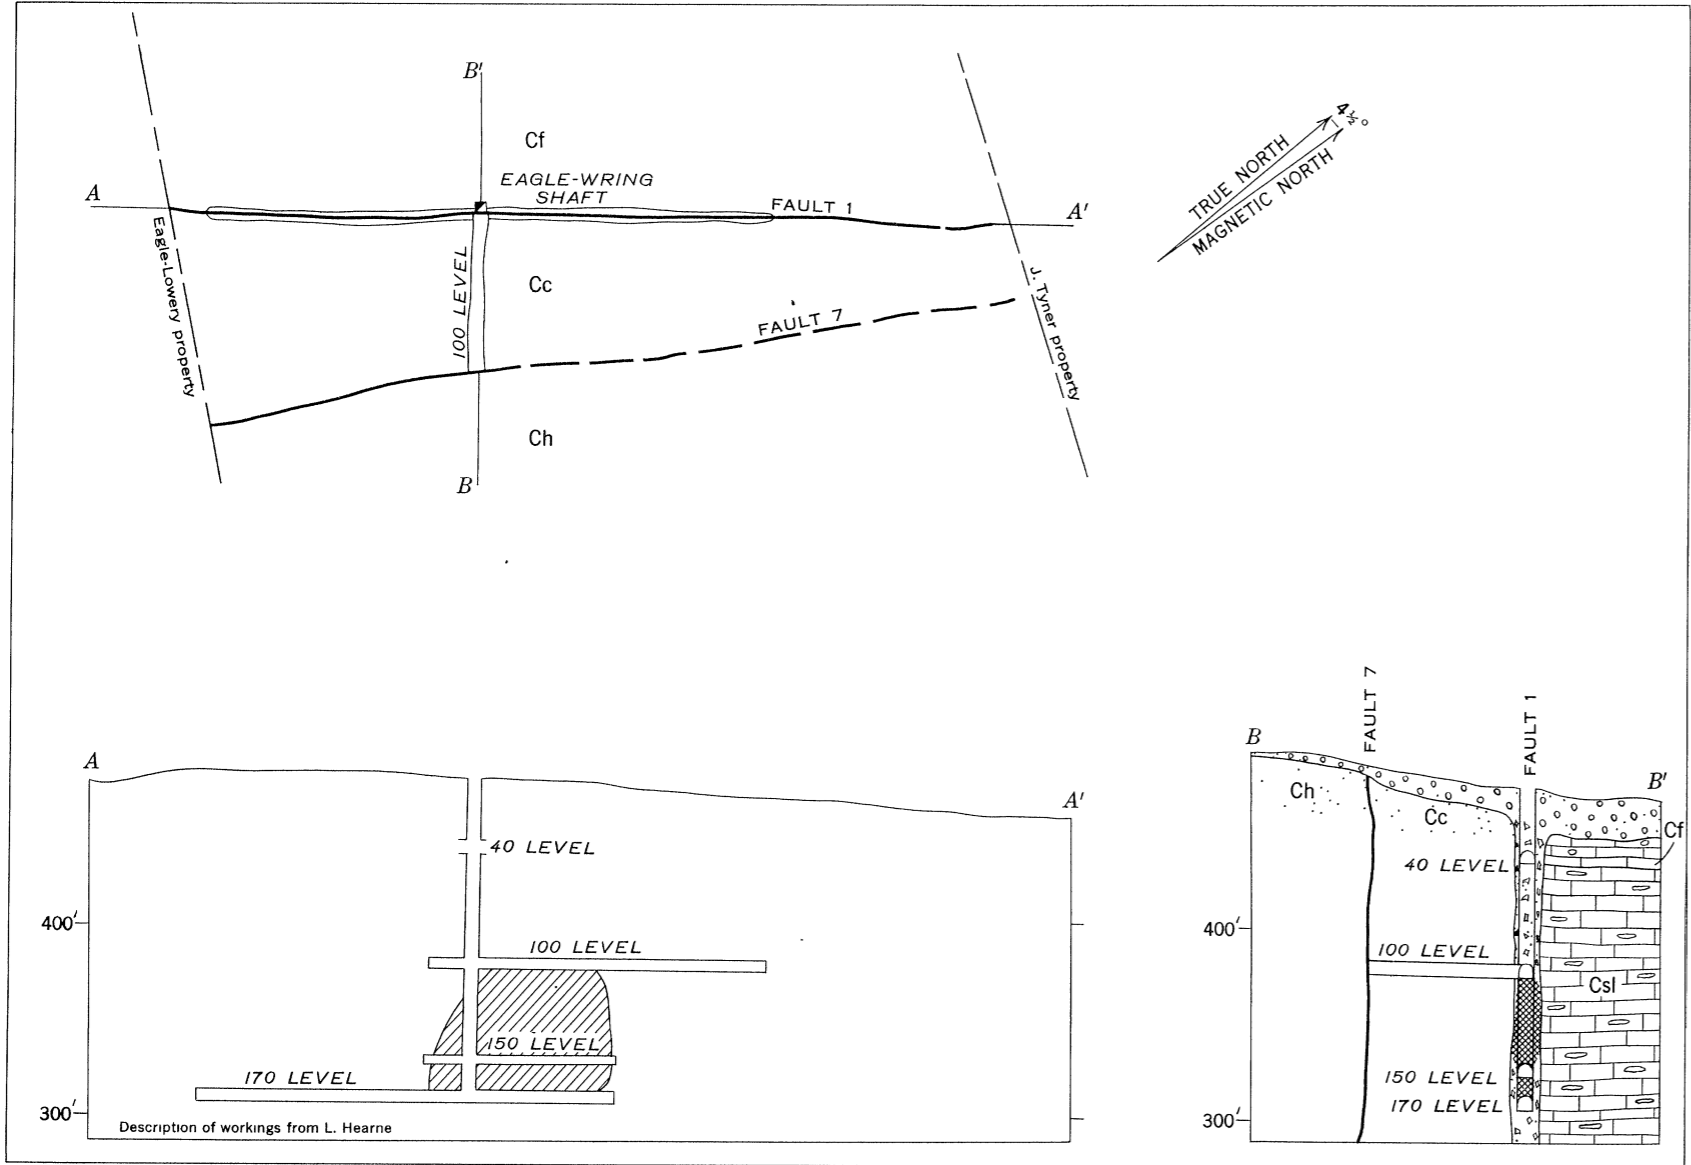 B'
Cf
EAGLE-WRING
SHAFT
A
FAULT 1
A'
Eagle-Lowery property
100 LEVEL
Cc
FAULT 7
J. Tyner property
Ch
B
TRUE NORTH
MAGNETIC NORTH
4 ½°
A
A'
40 LEVEL
400'
100 LEVEL
150 LEVEL
170 LEVEL
300'
Description of workings from L. Hearne
FAULT 7
FAULT 1
B
B'
Ch
Cc
Cf
40 LEVEL
400'
100 LEVEL
Csl
150 LEVEL
170 LEVEL
300'